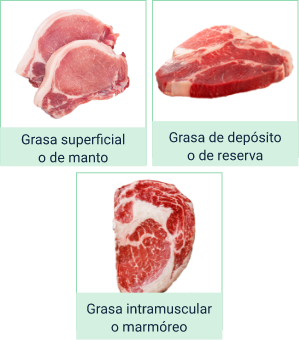 Grasa superficial
o de manto
Grasa de depósito
o de reserva
Grasa intramuscular
o marmóreo